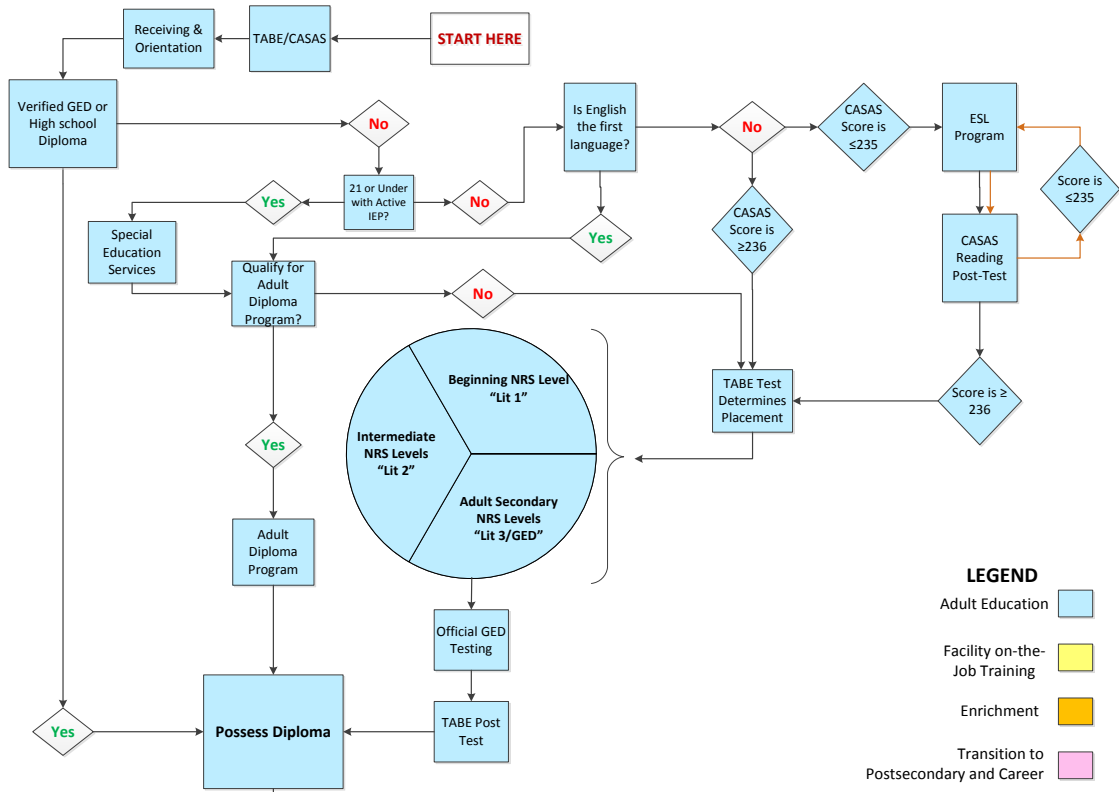 START HERE
TABE/CASAS
Receiving &
Orientation
Verified GED or
High school
Diploma
No
21 or Under
with Active
IEP?
Yes
No
Special
Education
Services
Is English
the first
language?
No
CASAS
Score is
≤235
ESL
Program
Score is
≤235
CASAS
Reading
Post-Test
CASAS
Score is
≥236
Yes
Qualify for
Adult
Diploma
Program?
No
Score is ≥
236
TABE Test
Determines
Placement
Beginning NRS Level
“Lit 1”
Intermediate
NRS Levels
“Lit 2”
Adult Secondary
NRS Levels
“Lit 3/GED”
Yes
Adult
Diploma
Program
Official GED
Testing
TABE Post
Test
Yes
Possess Diploma
LEGEND
Adult Education
Facility on-the-
Job Training
Enrichment
Transition to
Postsecondary and Career